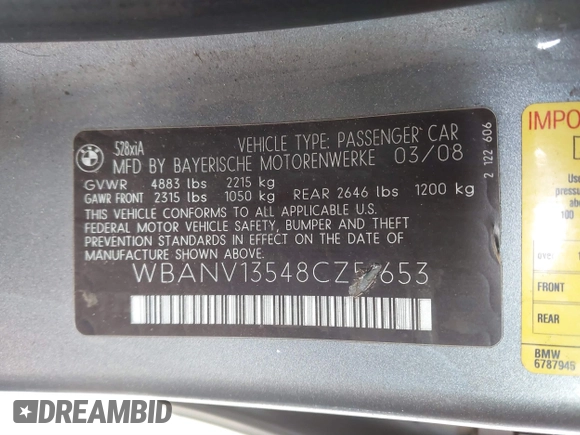 528xiA
VEHICLE TYPE: PASSENGER CAR
MFD BY BAYERISCHE MOTORENWERKE 03/08
GVWR 4883 lbs 2215 kg
GAWR FRONT 2315 lbs 1050 kg REAR 2646 lbs 1200 kg
THIS VEHICLE CONFORMS TO ALL APPLICABLE U.S.
FEDERAL MOTOR VEHICLE SAFETY, BUMPER AND THEFT
PREVENTION STANDARDS IN EFFECT ON THE DATE OF
MANUFACTURE SHOWN ABOVE.
2 122 606
FRONT
REAR
BMW
6787945
DREAMBID